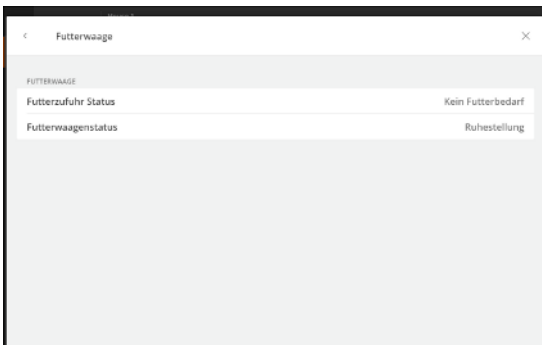 Futterwaage
FUTTERWAAGE
Futterzufuhr Status Kein Futterbedarf
Futterwaagenstatus Ruhestellung